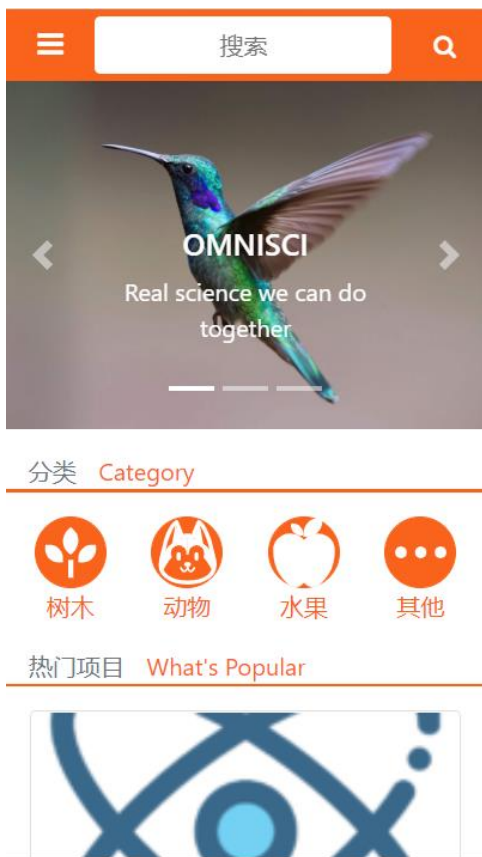 搜索
OMNISCI
Real science we can do
together
分类 Category
树木 动物 水果 其他
热门项目 What's Popular